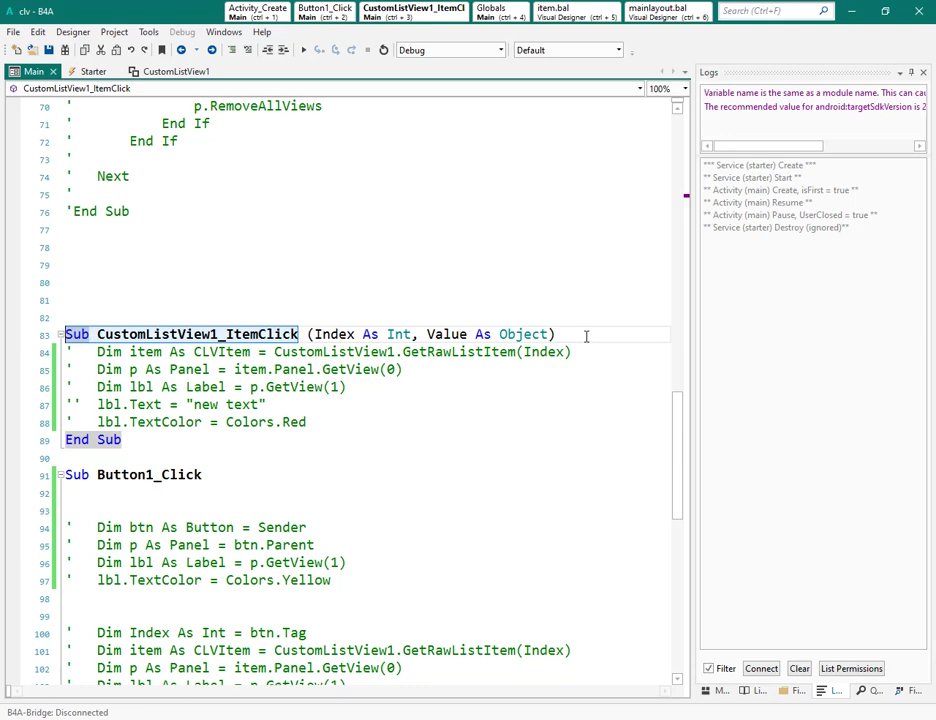 clv - B4A
Activity_Create
Main (ctrl + 1)
Button1_Click
Main (ctrl + 2)
CustomListView1_ItemCl
Main (ctrl + 3)
Globals
Main (ctrl + 4)
item.bal
Visual Designer (ctrl + 5)
mainlayout.bal
Visual Designer (ctrl + 6)
Search (Ctrl+F)
File Edit Designer Project Tools Debug Windows Help
Debug
Default
Main
Starter
CustomListView1
CustomListView1_ItemClick
100%
70 ' p.RemoveAllViews
71 ' End If
72 ' End If
73 '
74 ' Next
75 '
76 'End Sub
77
78
79
80
81
82
83 Sub CustomListView1_ItemClick (Index As Int, Value As Object)
84 ' Dim item As CLVItem = CustomListView1.GetRawListItem(Index)
85 ' Dim p As Panel = item.Panel.GetView(0)
86 ' Dim lbl As Label = p.GetView(1)
87 '' lbl.Text = "new text"
88 ' lbl.TextColor = Colors.Red
89 End Sub
90
91 Sub Button1_Click
92
93
94 ' Dim btn As Button = Sender
95 ' Dim p As Panel = btn.Parent
96 ' Dim lbl As Label = p.GetView(1)
97 ' lbl.TextColor = Colors.Yellow
98
99
100 ' Dim Index As Int = btn.Tag
101 ' Dim item As CLVItem = CustomListView1.GetRawListItem(Index)
102 ' Dim p As Panel = item.Panel.GetView(0)
' Dim lbl As Label = p.GetView(1)
Logs
Variable name is the same as a module name. This can cau
The recommended value for android:targetSdkVersion is 2
*** Service (starter) Create ***
** Service (starter) Start **
** Activity (main) Create, isFirst = true **
** Activity (main) Resume **
** Activity (main) Pause, UserClosed = true **
** Service (starter) Destroy (ignored)**
Filter
Connect
Clear
List Permissions
M...
Li...
Fi...
L...
Q...
Fi...
B4A-Bridge: Disconnected